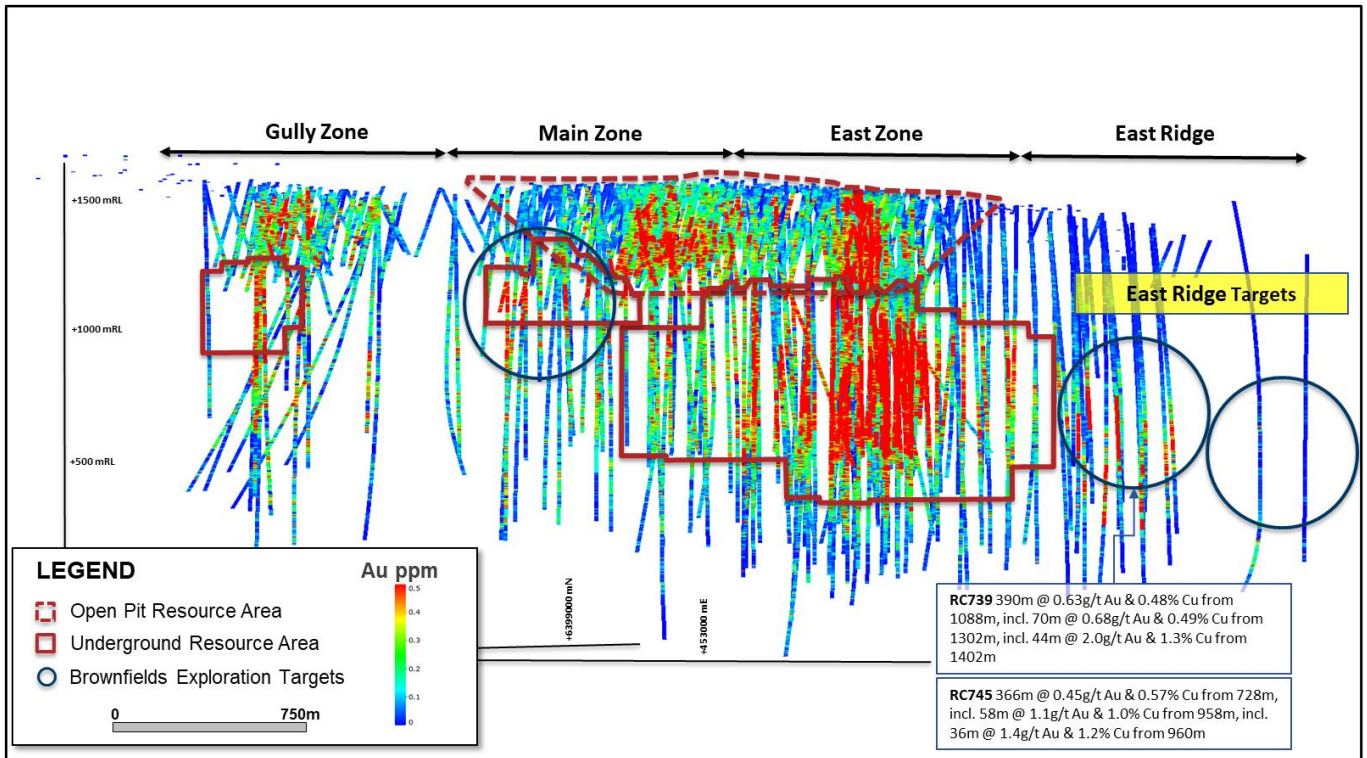 Gully Zone
Main Zone
East Zone
East Ridge
+1500 mRL
+1000 mRL
+500 mRL
East Ridge Targets
+6399000 mN
+453000 mE
LEGEND
Au ppm
Open Pit Resource Area
Underground Resource Area
Brownfields Exploration Targets
0
750m
0.5
0.4
0.3
0.2
0.1
0
RC739 390m @ 0.63g/t Au & 0.48% Cu from
1088m, incl. 70m @ 0.68g/t Au & 0.49% Cu from
1302m, incl. 44m @ 2.0g/t Au & 1.3% Cu from
1402m
RC745 366m @ 0.45g/t Au & 0.57% Cu from 728m,
incl. 58m @ 1.1g/t Au & 1.0% Cu from 958m, incl.
36m @ 1.4g/t Au & 1.2% Cu from 960m